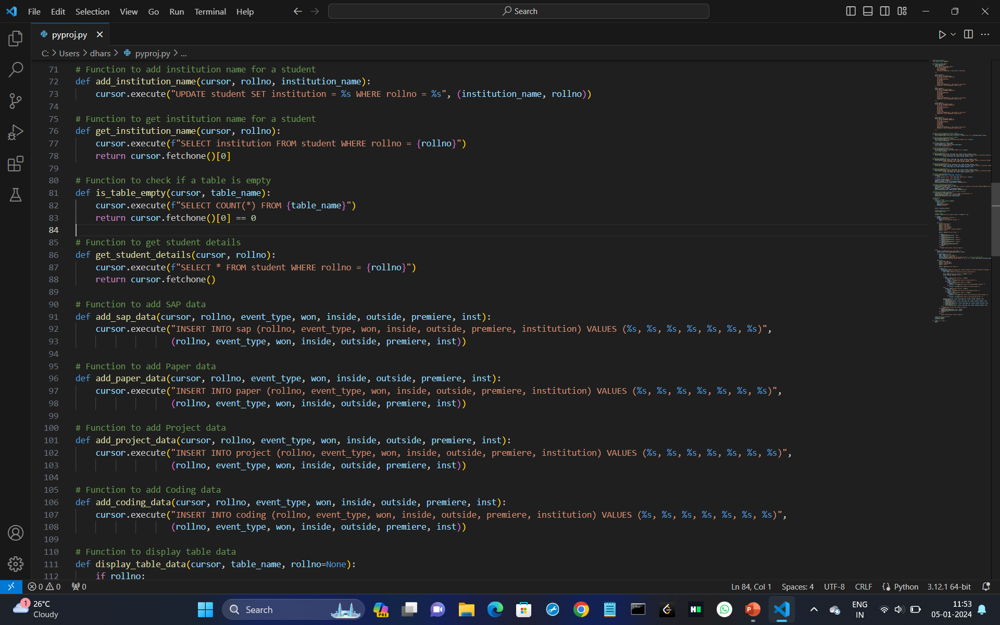 File Edit Selection View Go Run Terminal Help Search
pyproj.py
C: > Users > dhars > pyproj.py > ...
71 # Function to add institution name for a student
72 def add_institution_name(cursor, rollno, institution_name):
73 cursor.execute("UPDATE student SET institution = %s WHERE rollno = %s", (institution_name, rollno))
74
75 # Function to get institution name for a student
76 def get_institution_name(cursor, rollno):
77 cursor.execute(f"SELECT institution FROM student WHERE rollno = {rollno}")
78 return cursor.fetchone()[0]
79
80 # Function to check if a table is empty
81 def is_table_empty(cursor, table_name):
82 cursor.execute(f"SELECT COUNT(*) FROM {table_name}")
83 return cursor.fetchone()[0] == 0
84
85 # Function to get student details
86 def get_student_details(cursor, rollno):
87 cursor.execute(f"SELECT * FROM student WHERE rollno = {rollno}")
88 return cursor.fetchone()
89
90 # Function to add SAP data
91 def add_sap_data(cursor, rollno, event_type, won, inside, outside, premiere, inst):
92 cursor.execute("INSERT INTO sap (rollno, event_type, won, inside, outside, premiere, institution) VALUES (%s, %s, %s, %s, %s, %s, %s)",
93 (rollno, event_type, won, inside, outside, premiere, inst))
94
95 # Function to add Paper data
96 def add_paper_data(cursor, rollno, event_type, won, inside, outside, premiere, inst):
97 cursor.execute("INSERT INTO paper (rollno, event_type, won, inside, outside, premiere, institution) VALUES (%s, %s, %s, %s, %s, %s, %s)",
98 (rollno, event_type, won, inside, outside, premiere, inst))
99
100 # Function to add Project data
101 def add_project_data(cursor, rollno, event_type, won, inside, outside, premiere, inst):
102 cursor.execute("INSERT INTO project (rollno, event_type, won, inside, outside, premiere, institution) VALUES (%s, %s, %s, %s, %s, %s, %s)",
103 (rollno, event_type, won, inside, outside, premiere, inst))
104
105 # Function to add Coding data
106 def add_coding_data(cursor, rollno, event_type, won, inside, outside, premiere, inst):
107 cursor.execute("INSERT INTO coding (rollno, event_type, won, inside, outside, premiere, institution) VALUES (%s, %s, %s, %s, %s, %s, %s)",
108 (rollno, event_type, won, inside, outside, premiere, inst))
109
110 # Function to display table data
111 def display_table_data(cursor, table_name, rollno=None):
112 if rollno:
0 0 0 Ln 84, Col 1 Spaces: 4 UTF-8 CRLF {} Python 3.12.1 64-bit
1 26°C Search PRE ENG 11:53
Cloudy IN 05-01-2024